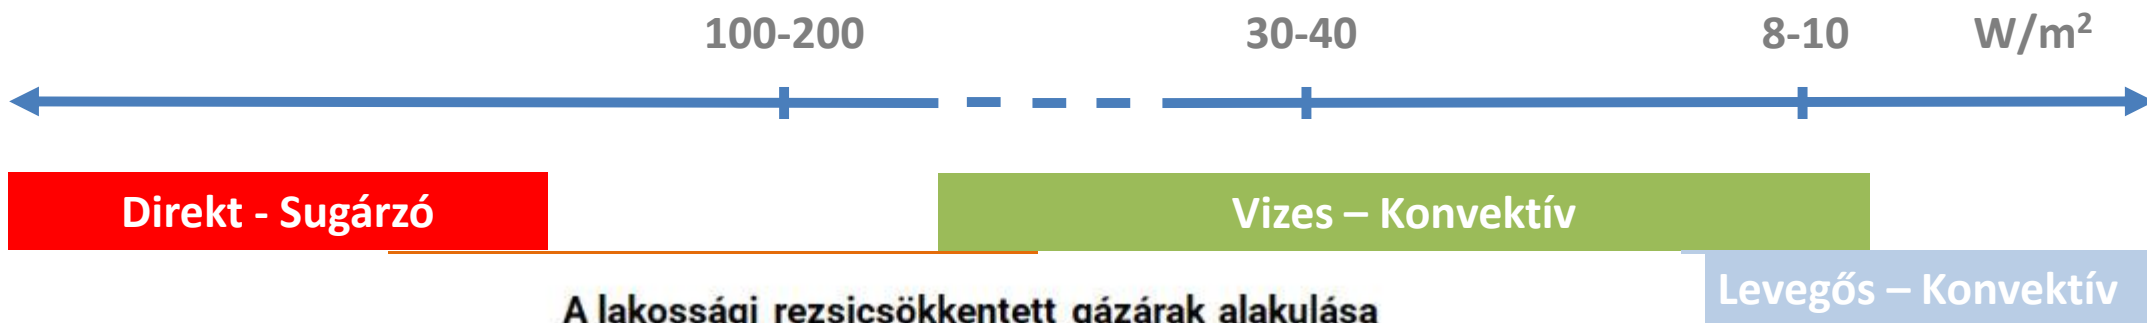 100-200 30-40 8-10 W/m²
Direkt - Sugárzó Vizes – Konvektív
Levegős – Konvektív
A lakossági rezsicsökkentett gázárak alakulása